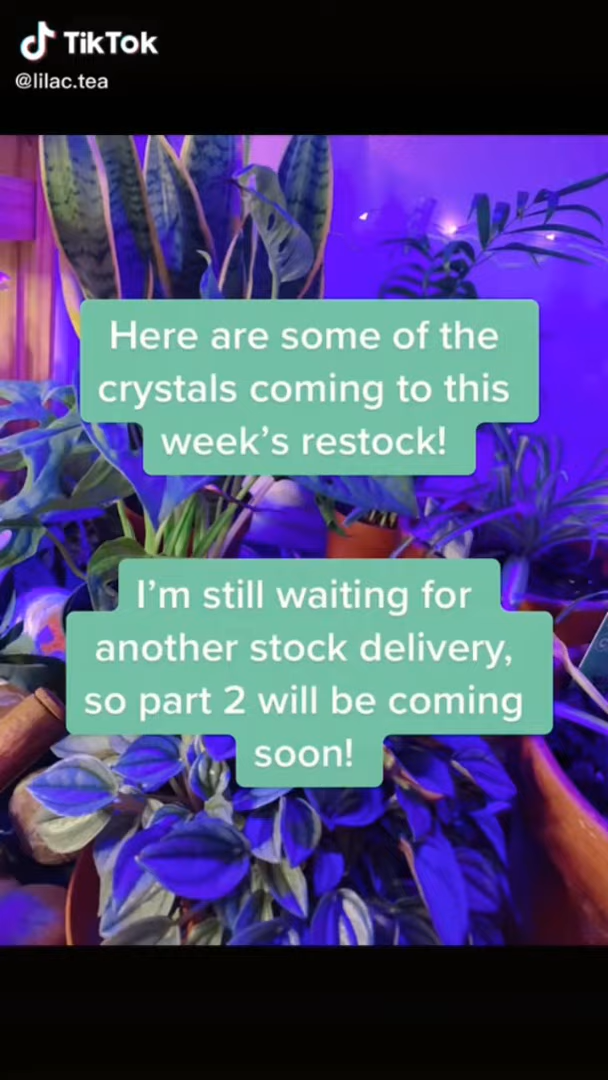 TikTok
@lilac.tea
Here are some of the
crystals coming to this
week's restock!
I'm still waiting for
another stock delivery,
so part 2 will be coming
soon!